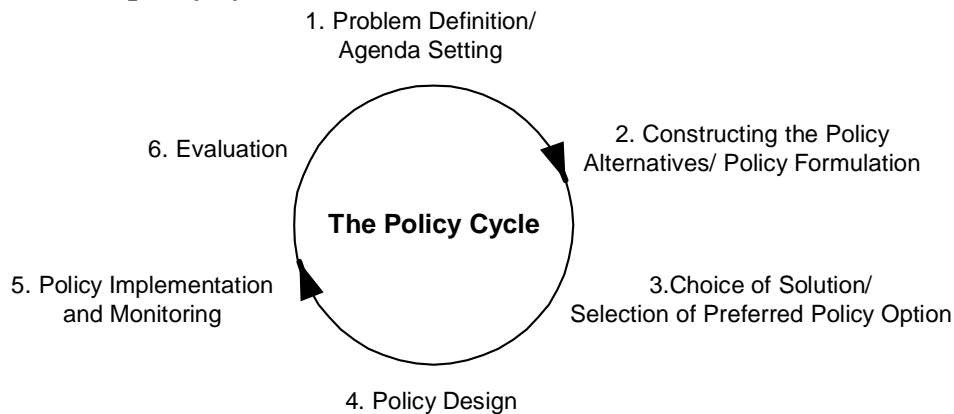 1. Problem Definition/
Agenda Setting
2. Constructing the Policy
Alternatives/ Policy Formulation
3.Choice of Solution/
Selection of Preferred Policy Option
4. Policy Design
5. Policy Implementation
and Monitoring
6. Evaluation
The Policy Cycle